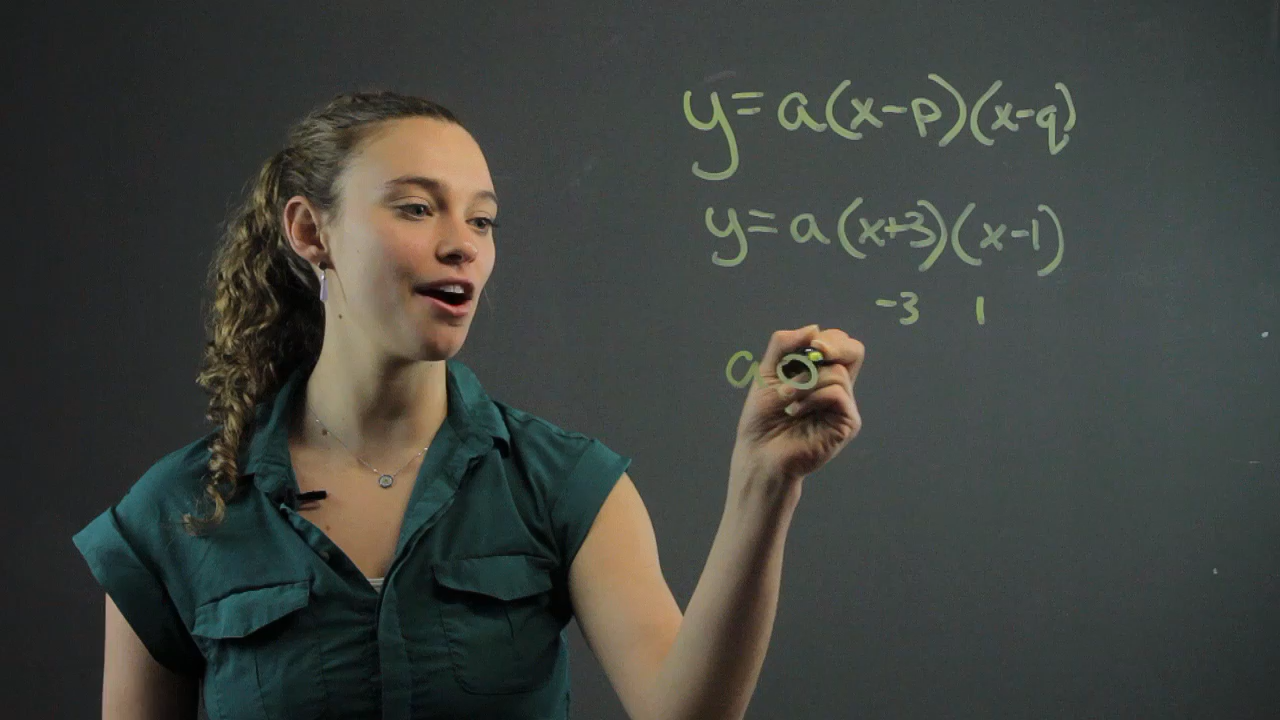 y=a(x-p)(x-q)
y=a(x+3)(x-1)
-3 1
a